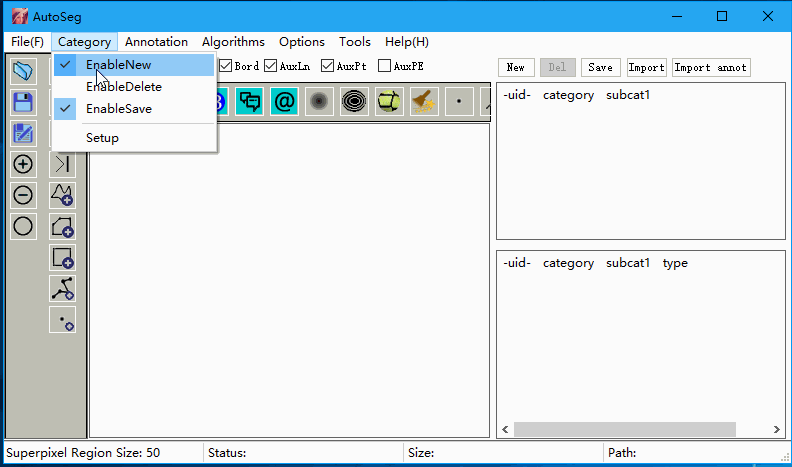 AutoSeg
File(F) Category Annotation Algorithms Options Tools Help(H)
EnableNew
EnableDelete
EnableSave
Setup
Bord AuxLn AuxPt AuxPE
New Del Save Import Import annot
@
-uid- category subcat1
-uid- category subcat1 type
Superpixel Region Size: 50 Status: Size: Path: